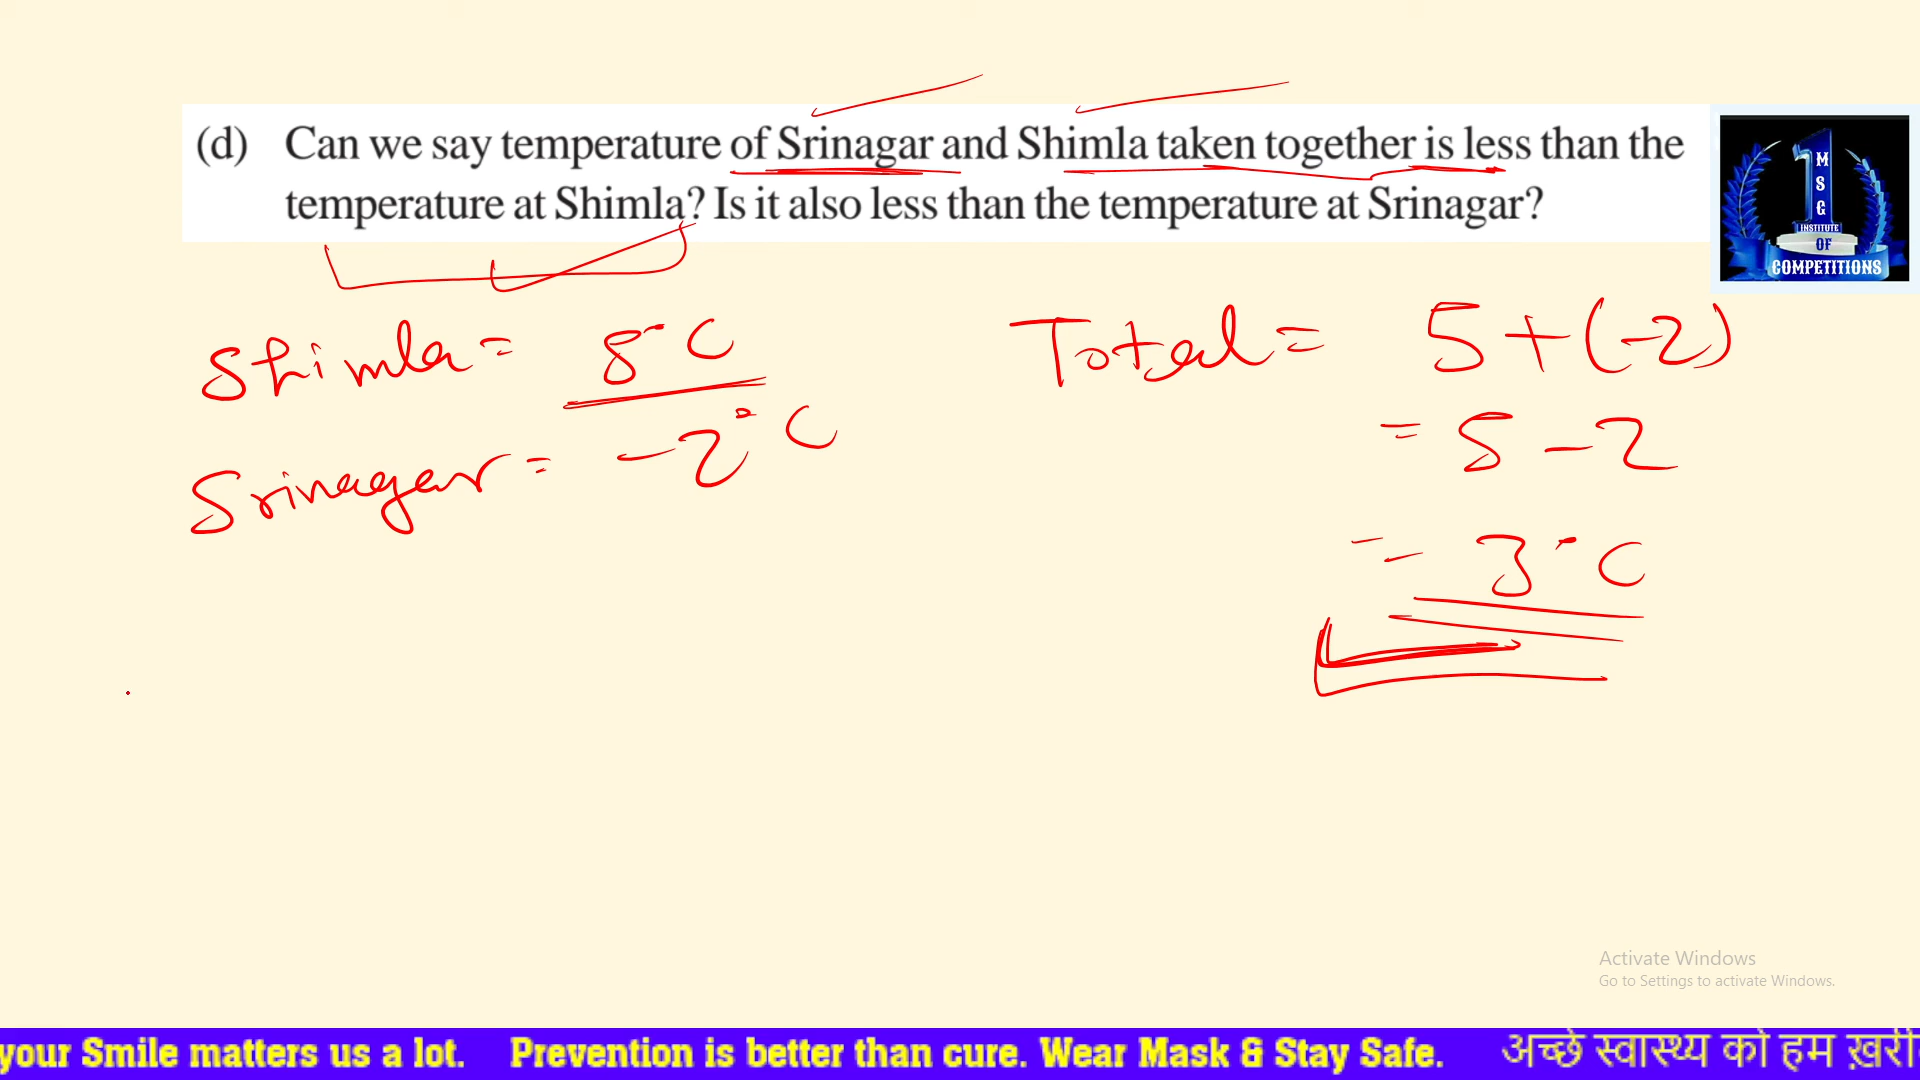 (d) Can we say temperature of Srinagar and Shimla taken together is less than the
temperature at Shimla? Is it also less than the temperature at Srinagar?
1
M
S
G
INSTITUTE
OF
COMPETITIONS
Shimla = 5°C
Srinagar = -2°C
Total = 5+(-2)
= 5-2
= 3°C
Activate Windows
Go to Settings to activate Windows.
your Smile matters us a lot. Prevention is better than cure. Wear Mask & Stay Safe. अच्छे स्वास्थ्य को हम